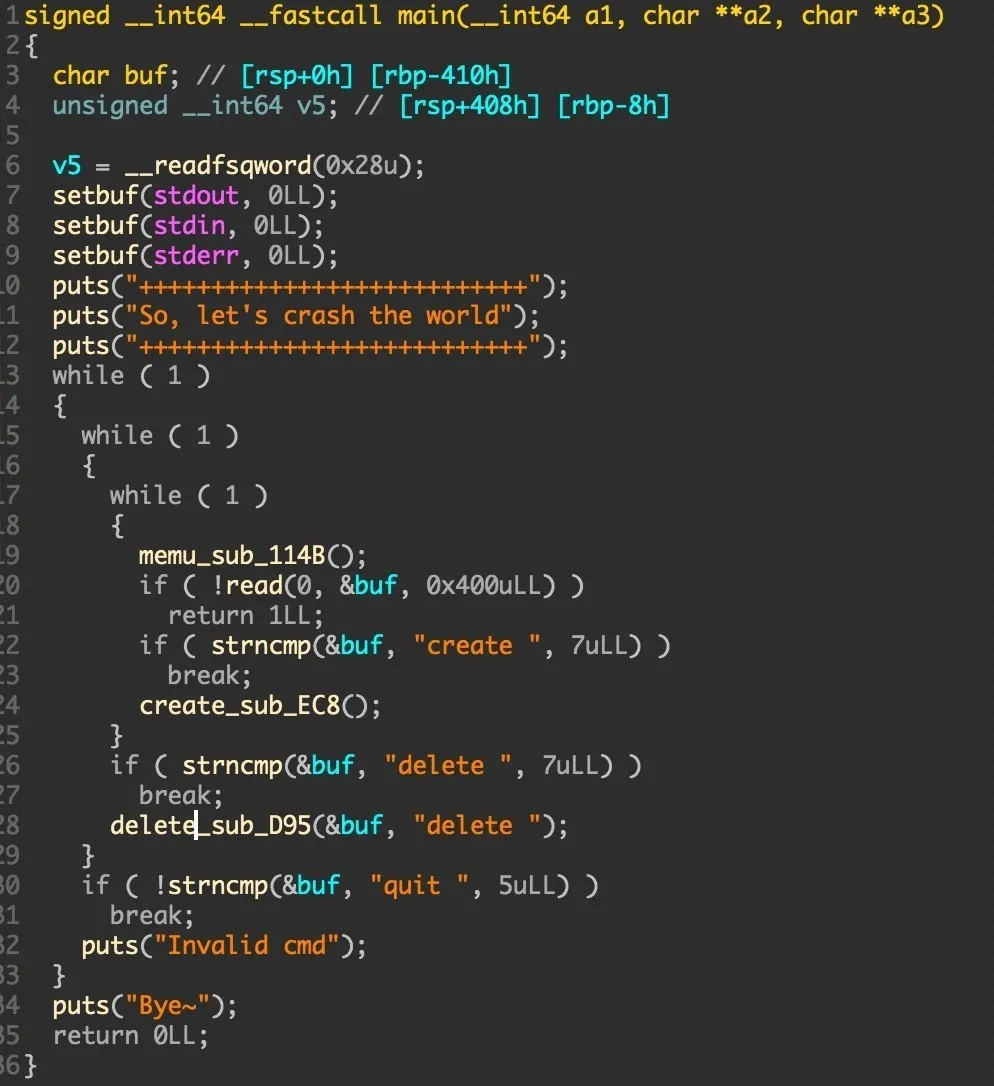 1 signed __int64 __fastcall main(__int64 a1, char **a2, char **a3)
2 {
3   char buf; // [rsp+0h] [rbp-410h]
4   unsigned __int64 v5; // [rsp+408h] [rbp-8h]
5
6   v5 = __readfsqword(0x28u);
7   setbuf(stdout, 0LL);
8   setbuf(stdin, 0LL);
9   setbuf(stderr, 0LL);
10   puts("+++++++++++++++++++++++++++");
11   puts("So, let's crash the world");
12   puts("+++++++++++++++++++++++++++");
13   while ( 1 )
14   {
15     while ( 1 )
16     {
17       while ( 1 )
18       {
19         memu_sub_114B();
20         if ( !read(0, &buf, 0x400uLL) )
21           return 1LL;
22         if ( strncmp(&buf, "create ", 7uLL) )
23           break;
24         create_sub_EC8();
25       }
26       if ( strncmp(&buf, "delete ", 7uLL) )
27         break;
28       delete_sub_D95(&buf, "delete ");
29     }
30     if ( !strncmp(&buf, "quit ", 5uLL) )
31       break;
32     puts("Invalid cmd");
33   }
34   puts("Bye~");
35   return 0LL;
36 }